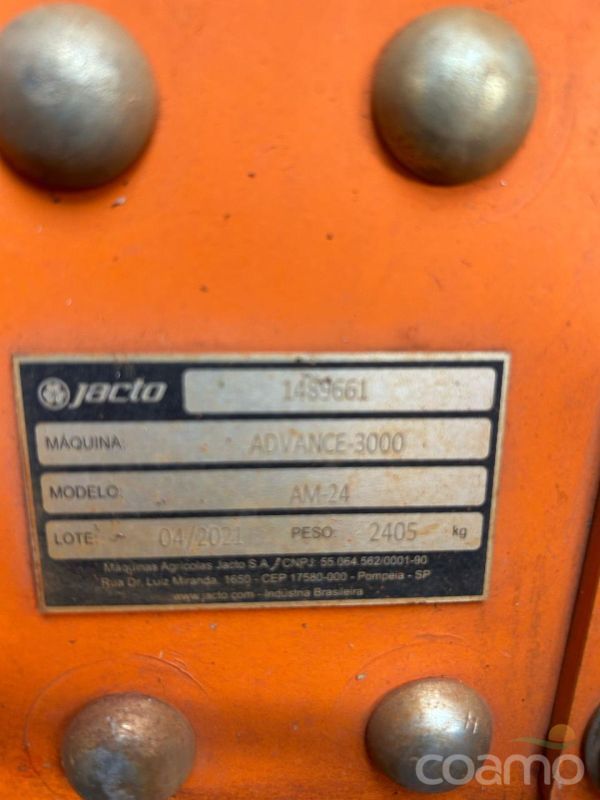 jacto 1489661
MÁQUINA: ADVANCE-3000
MODELO: AM-24
LOTE: 04/2021 PESO: 2405 kg
Máquinas Agrícolas Jacto S.A / CNPJ: 55.064.562/0001-90
Rua Dr. Luiz Miranda, 1650 - CEP 17580-000 - Pompéia - SP
www.jacto.com - Indústria Brasileira
coamo